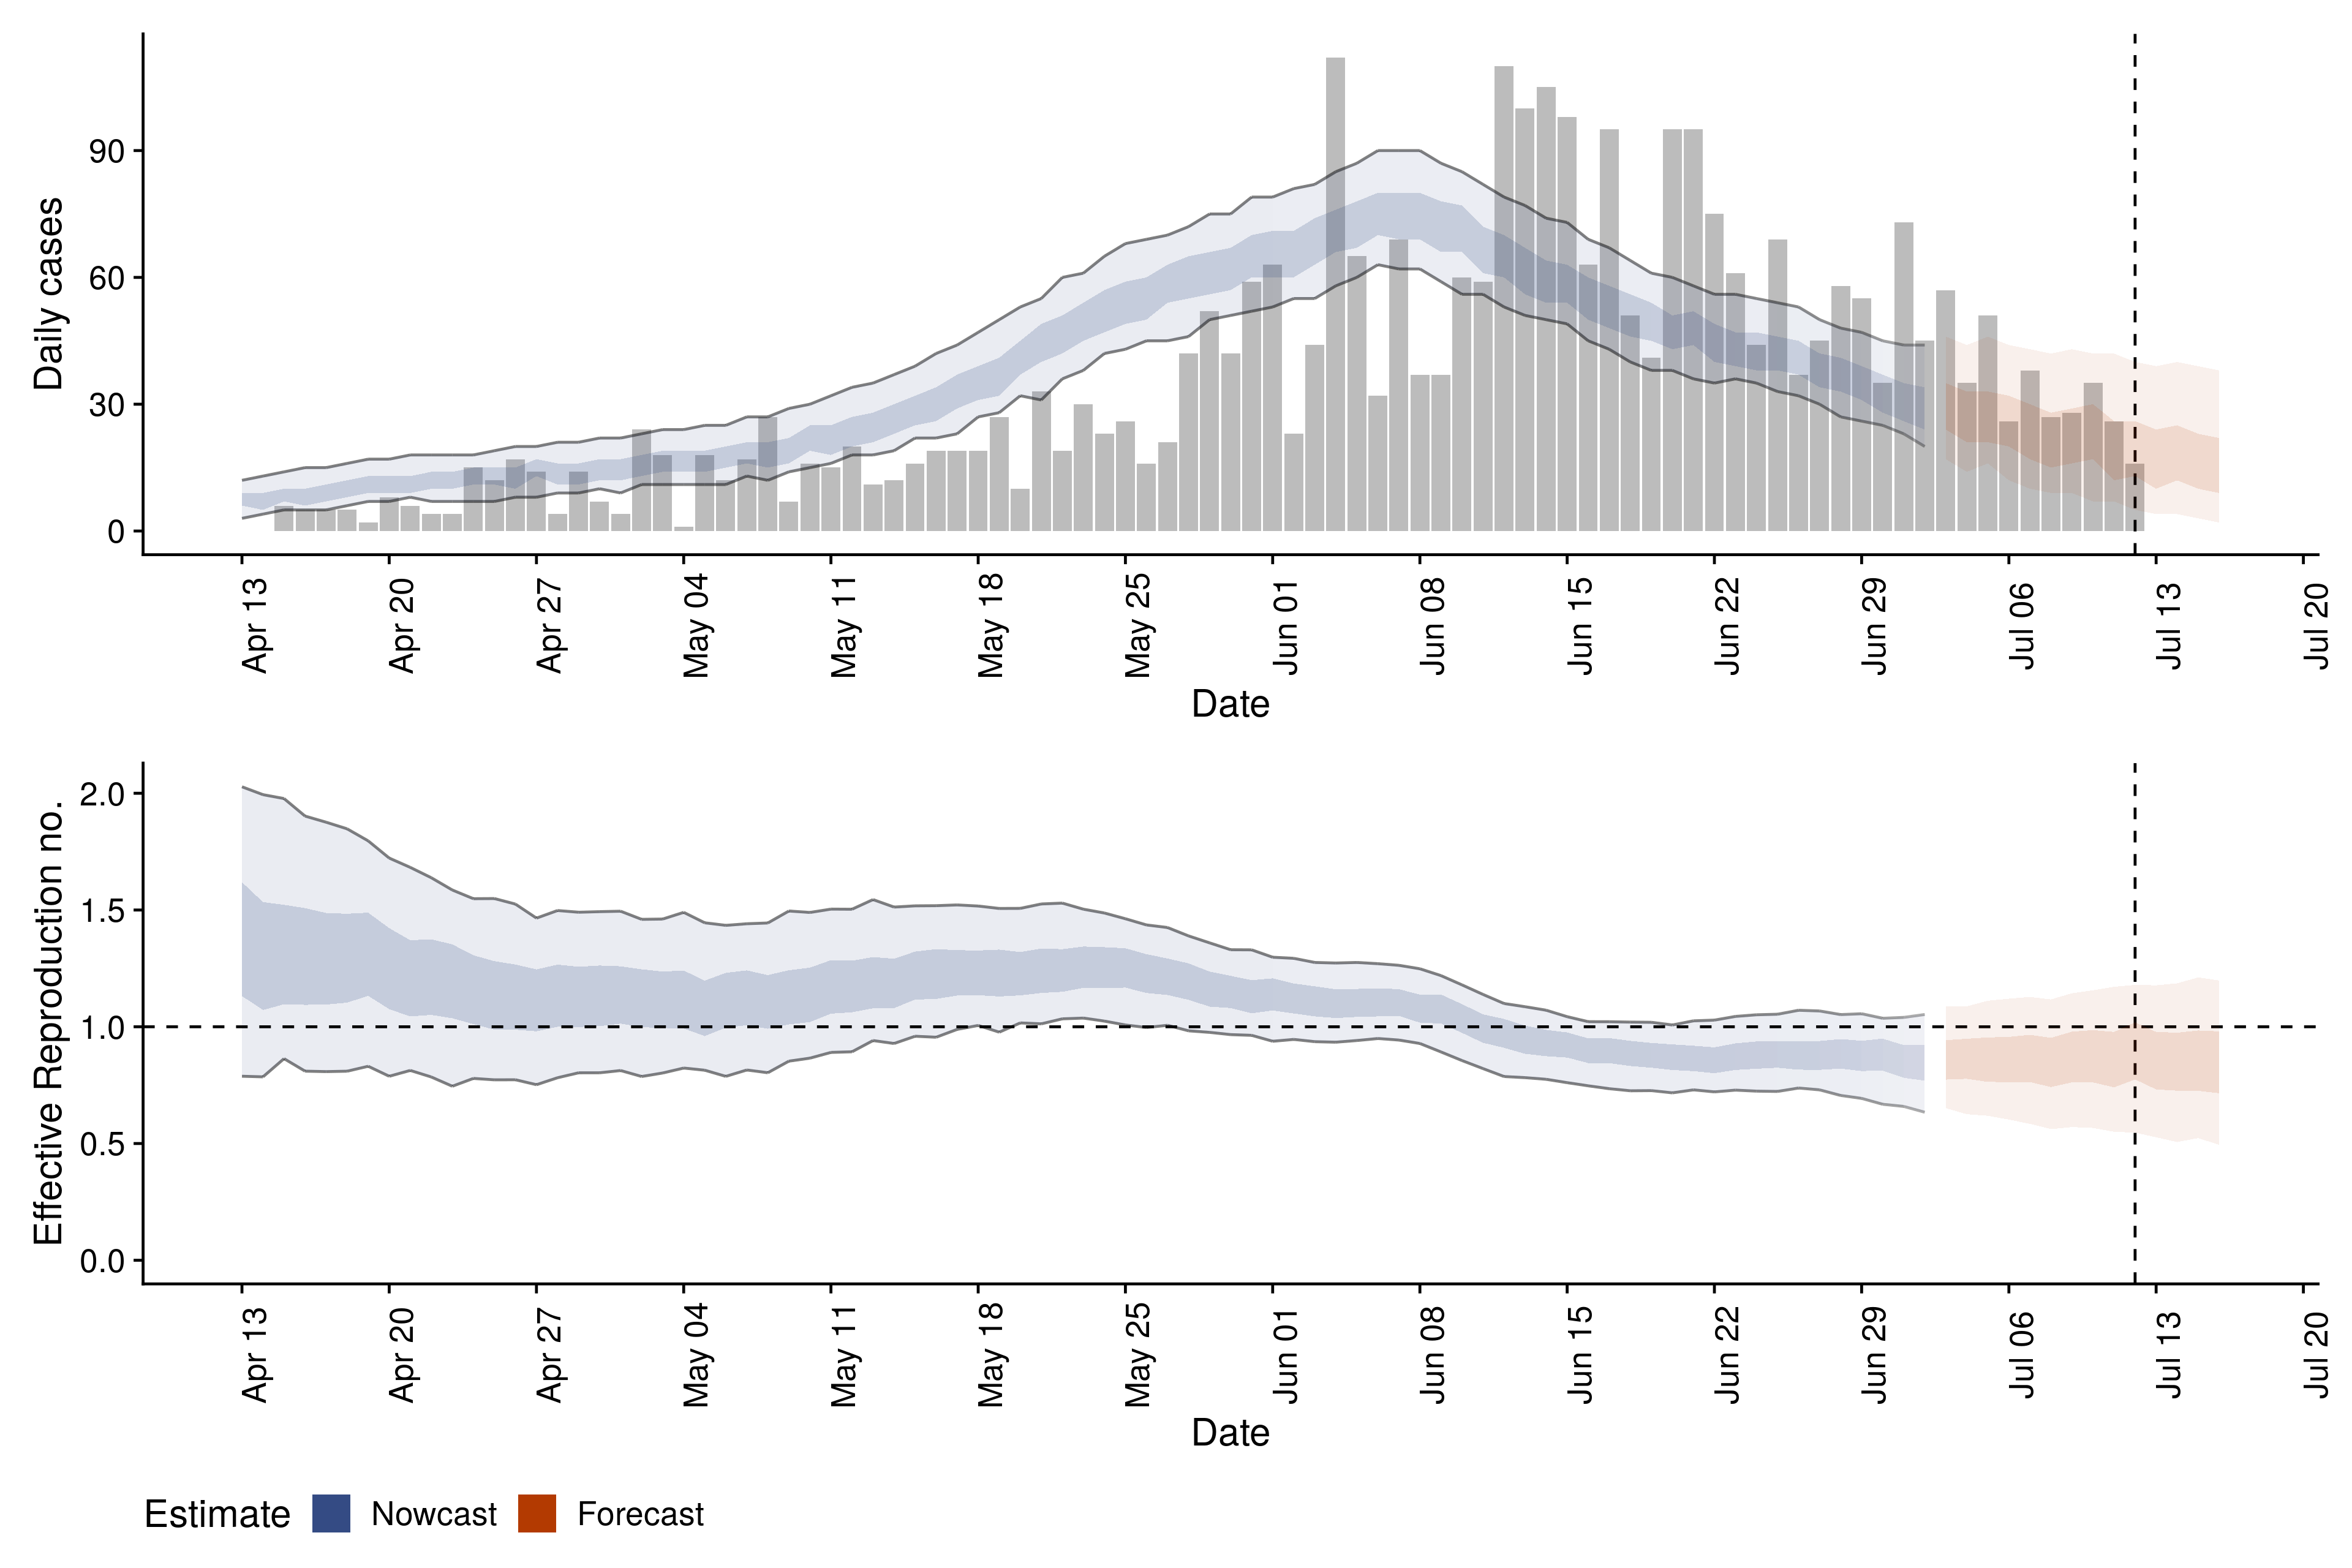 Daily cases
90
60
30
0
Apr 13
Apr 20
Apr 27
May 04
May 11
May 18
May 25
Jun 01
Jun 08
Jun 15
Jun 22
Jun 29
Jul 06
Jul 13
Jul 20
Date
Effective Reproduction no.
2.0
1.5
1.0
0.5
0.0
Apr 13
Apr 20
Apr 27
May 04
May 11
May 18
May 25
Jun 01
Jun 08
Jun 15
Jun 22
Jun 29
Jul 06
Jul 13
Jul 20
Date
Estimate Nowcast Forecast